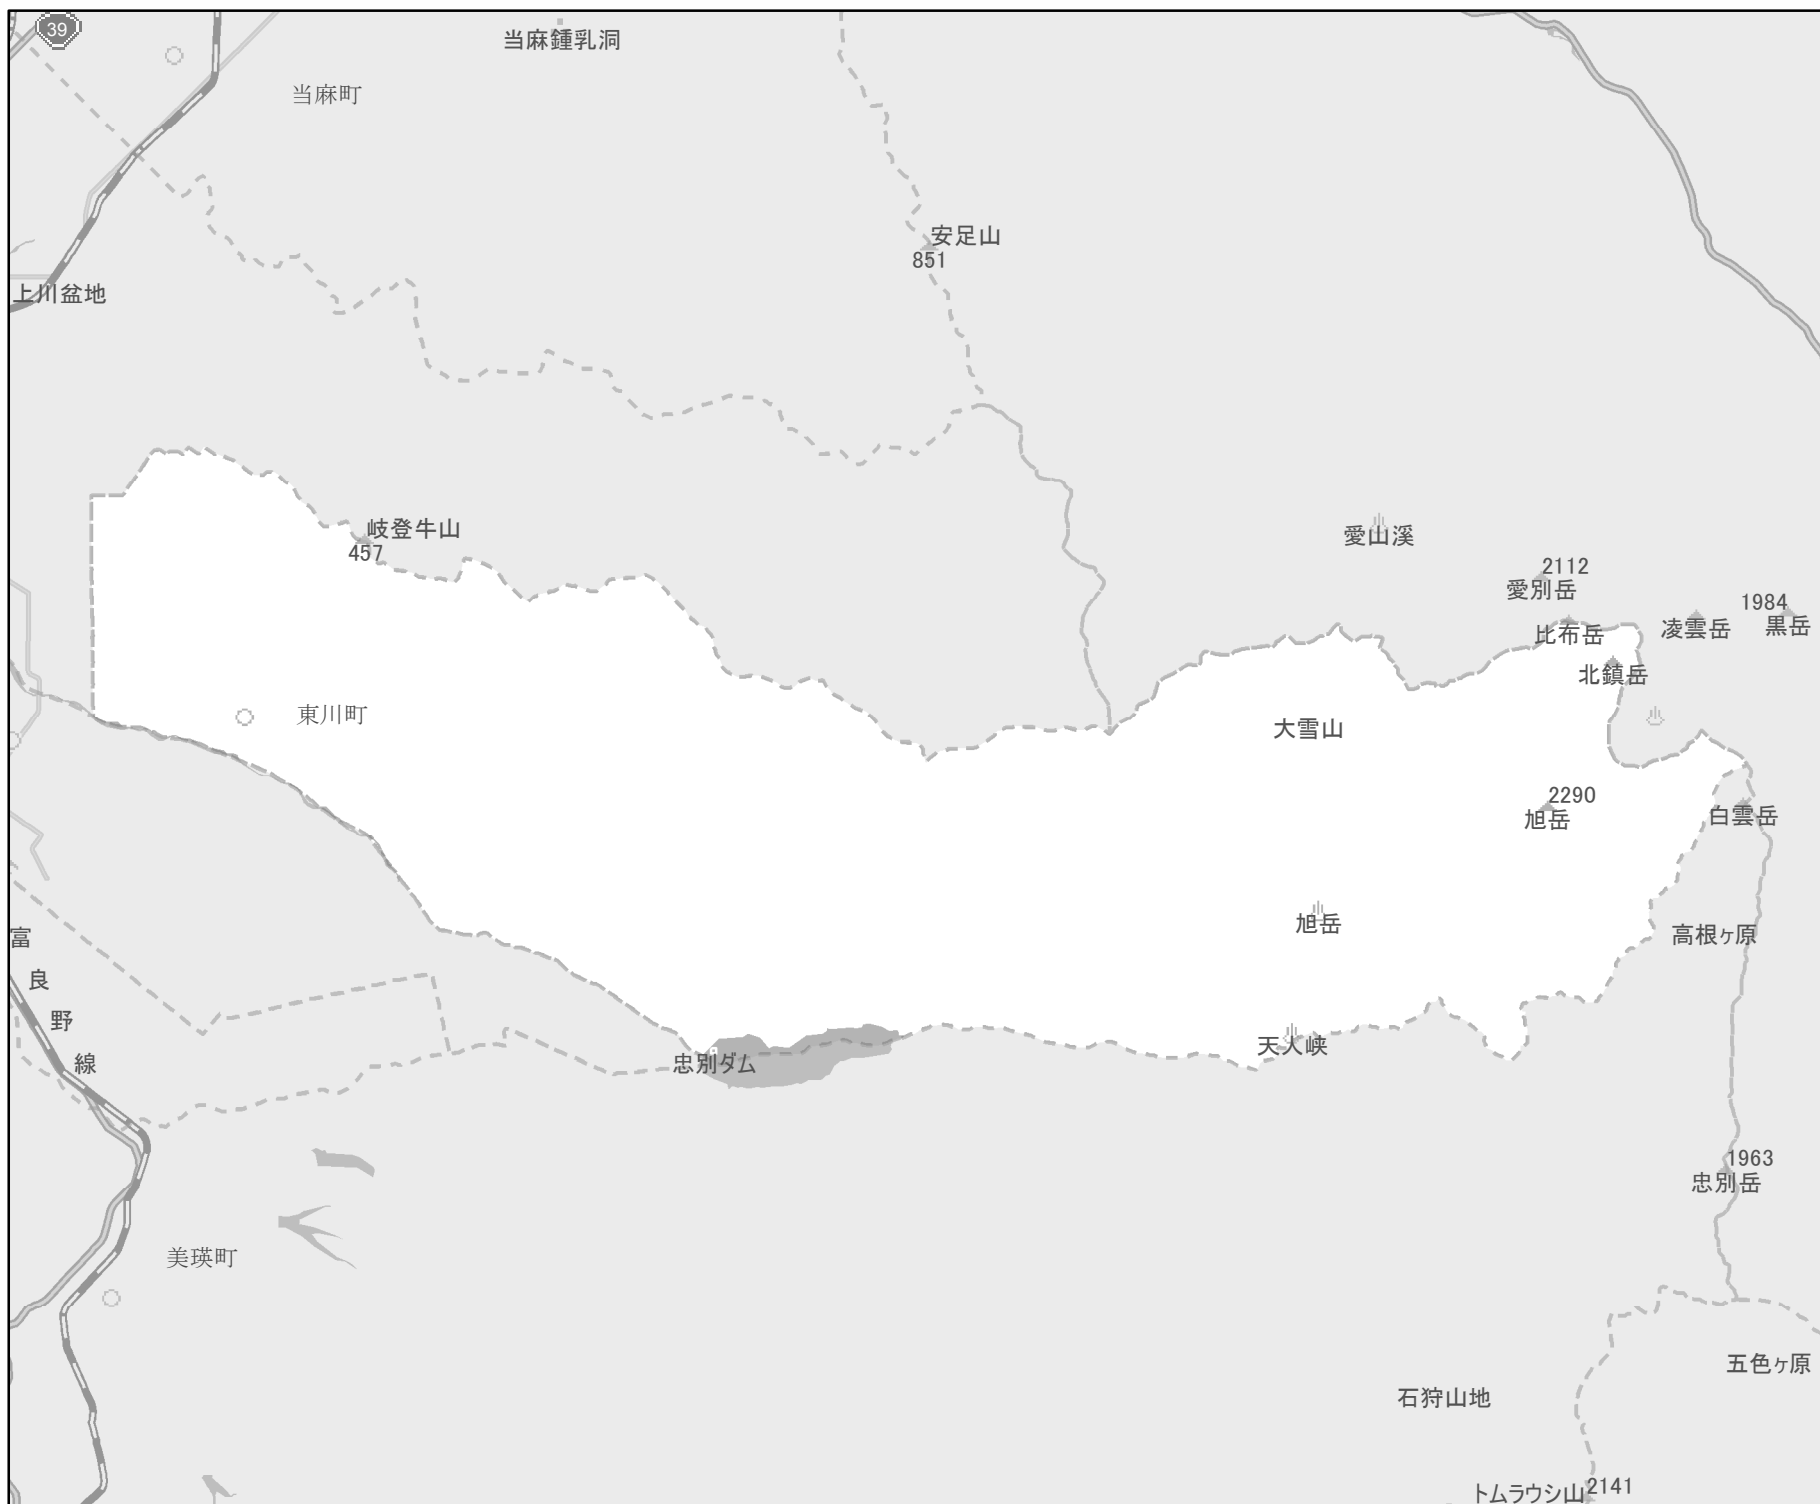 39
当麻鍾乳洞
当麻町
安足山
851
上川盆地
岐登牛山
457
愛山溪
2112
愛別岳
1984
黒岳
凌雲岳
比布岳
北鎮岳
東川町
大雪山
2290
旭岳
白雲岳
旭岳
高根ヶ原
富良野線
天人峡
忠別ダム
1963
忠別岳
美瑛町
五色ヶ原
石狩山地
トムラウシ山 2141